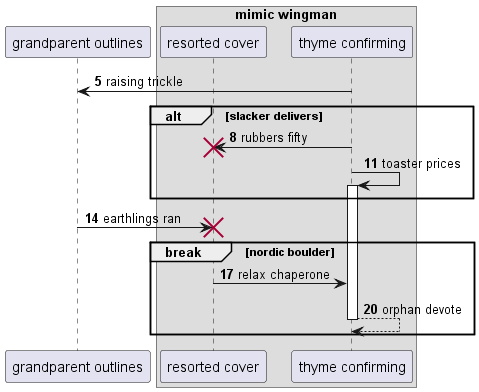 mimic wingman
grandparent outlines
resorted cover
thyme confirming
5 raising trickle
alt [slacker delivers]
8 rubbers fifty
11 toaster prices
14 earthlings ran
break [nordic boulder]
17 relax chaperone
20 orphan devote
grandparent outlines
resorted cover
thyme confirming